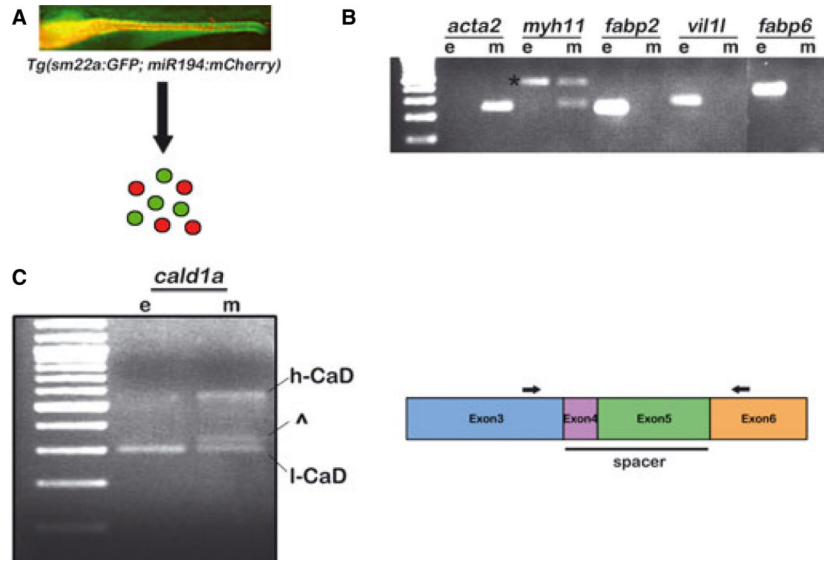 A
Tg(sm22a:GFP; miR194:mCherry)
B
acta2 myh11 fabp2 vil1l fabp6
e m e m e m e m e m
*
C
cald1a
e m
h-CaD
^
l-CaD
Exon3 Exon4 Exon5 Exon6
spacer